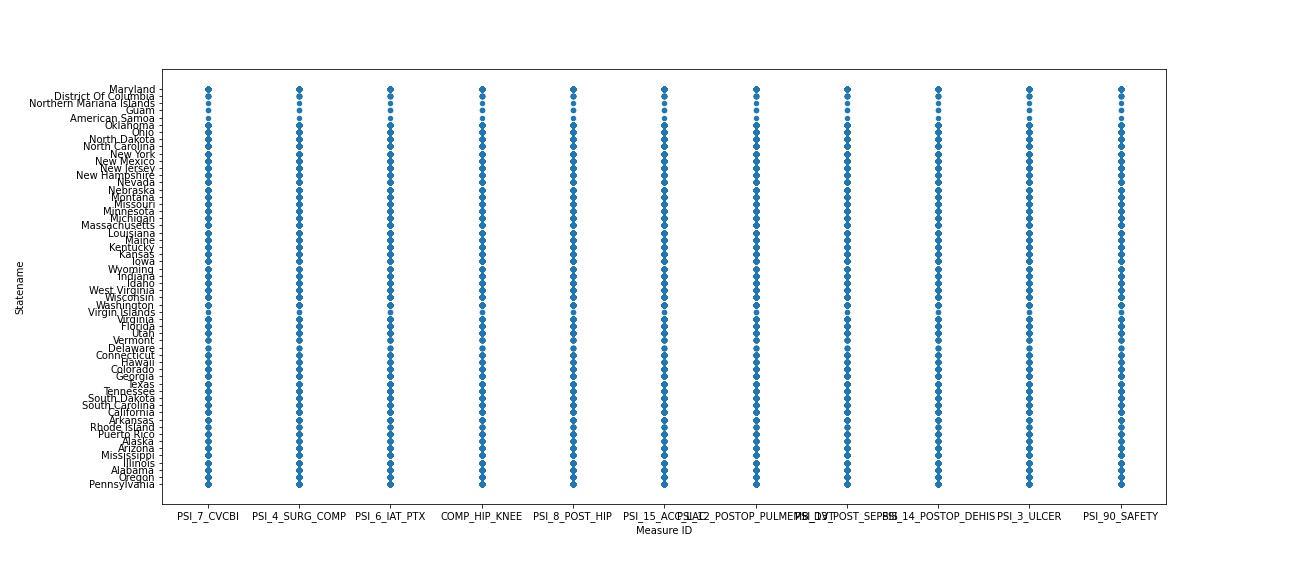 Maryland
District Of Columbia
Northern Mariana Islands
Guam
American Samoa
Oklahoma
Ohio
North Dakota
North Carolina
New York
New Mexico
New Jersey
New Hampshire
Nevada
Nebraska
Montana
Missouri
Minnesota
Michigan
Massachusetts
Louisiana
Maine
Kentucky
Kansas
Iowa
Wyoming
Indiana
Idaho
West Virginia
Wisconsin
Washington
Virgin Islands
Virginia
Florida
Utah
Vermont
Delaware
Connecticut
Hawaii
Colorado
Georgia
Texas
Tennessee
South Dakota
South Carolina
California
Arkansas
Rhode Island
Puerto Rico
Alaska
Arizona
Mississippi
Illinois
Alabama
Oregon
Pennsylvania
Statename
PSI_7_CVCBI PSI_4_SURG_COMP PSI_6_IAT_PTX COMP_HIP_KNEE PSI_8_POST_HIP PSI_15_ACC_LAC PSI_12_POSTOP_PULMEMB_DVT PSI_13_POST_SEPSIS PSI_14_POSTOP_DEHIS PSI_3_ULCER PSI_90_SAFETY
Measure ID